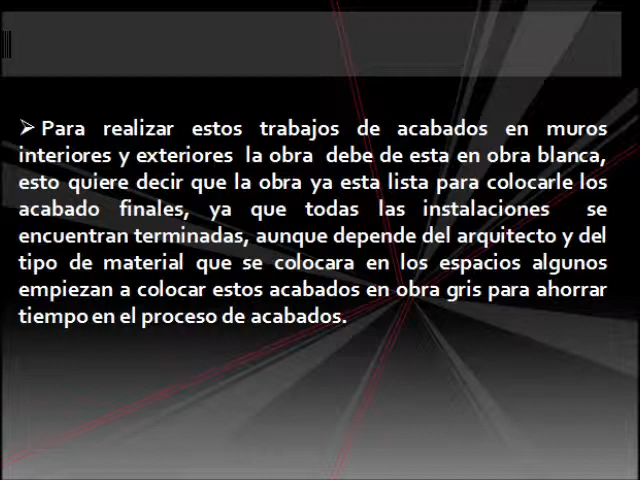 ➢ Para realizar estos trabajos de acabados en muros
interiores y exteriores la obra debe de esta en obra blanca,
esto quiere decir que la obra ya esta lista para colocarle los
acabado finales, ya que todas las instalaciones se
encuentran terminadas, aunque depende del arquitecto y del
tipo de material que se colocara en los espacios algunos
empiezan a colocar estos acabados en obra gris para ahorrar
tiempo en el proceso de acabados.